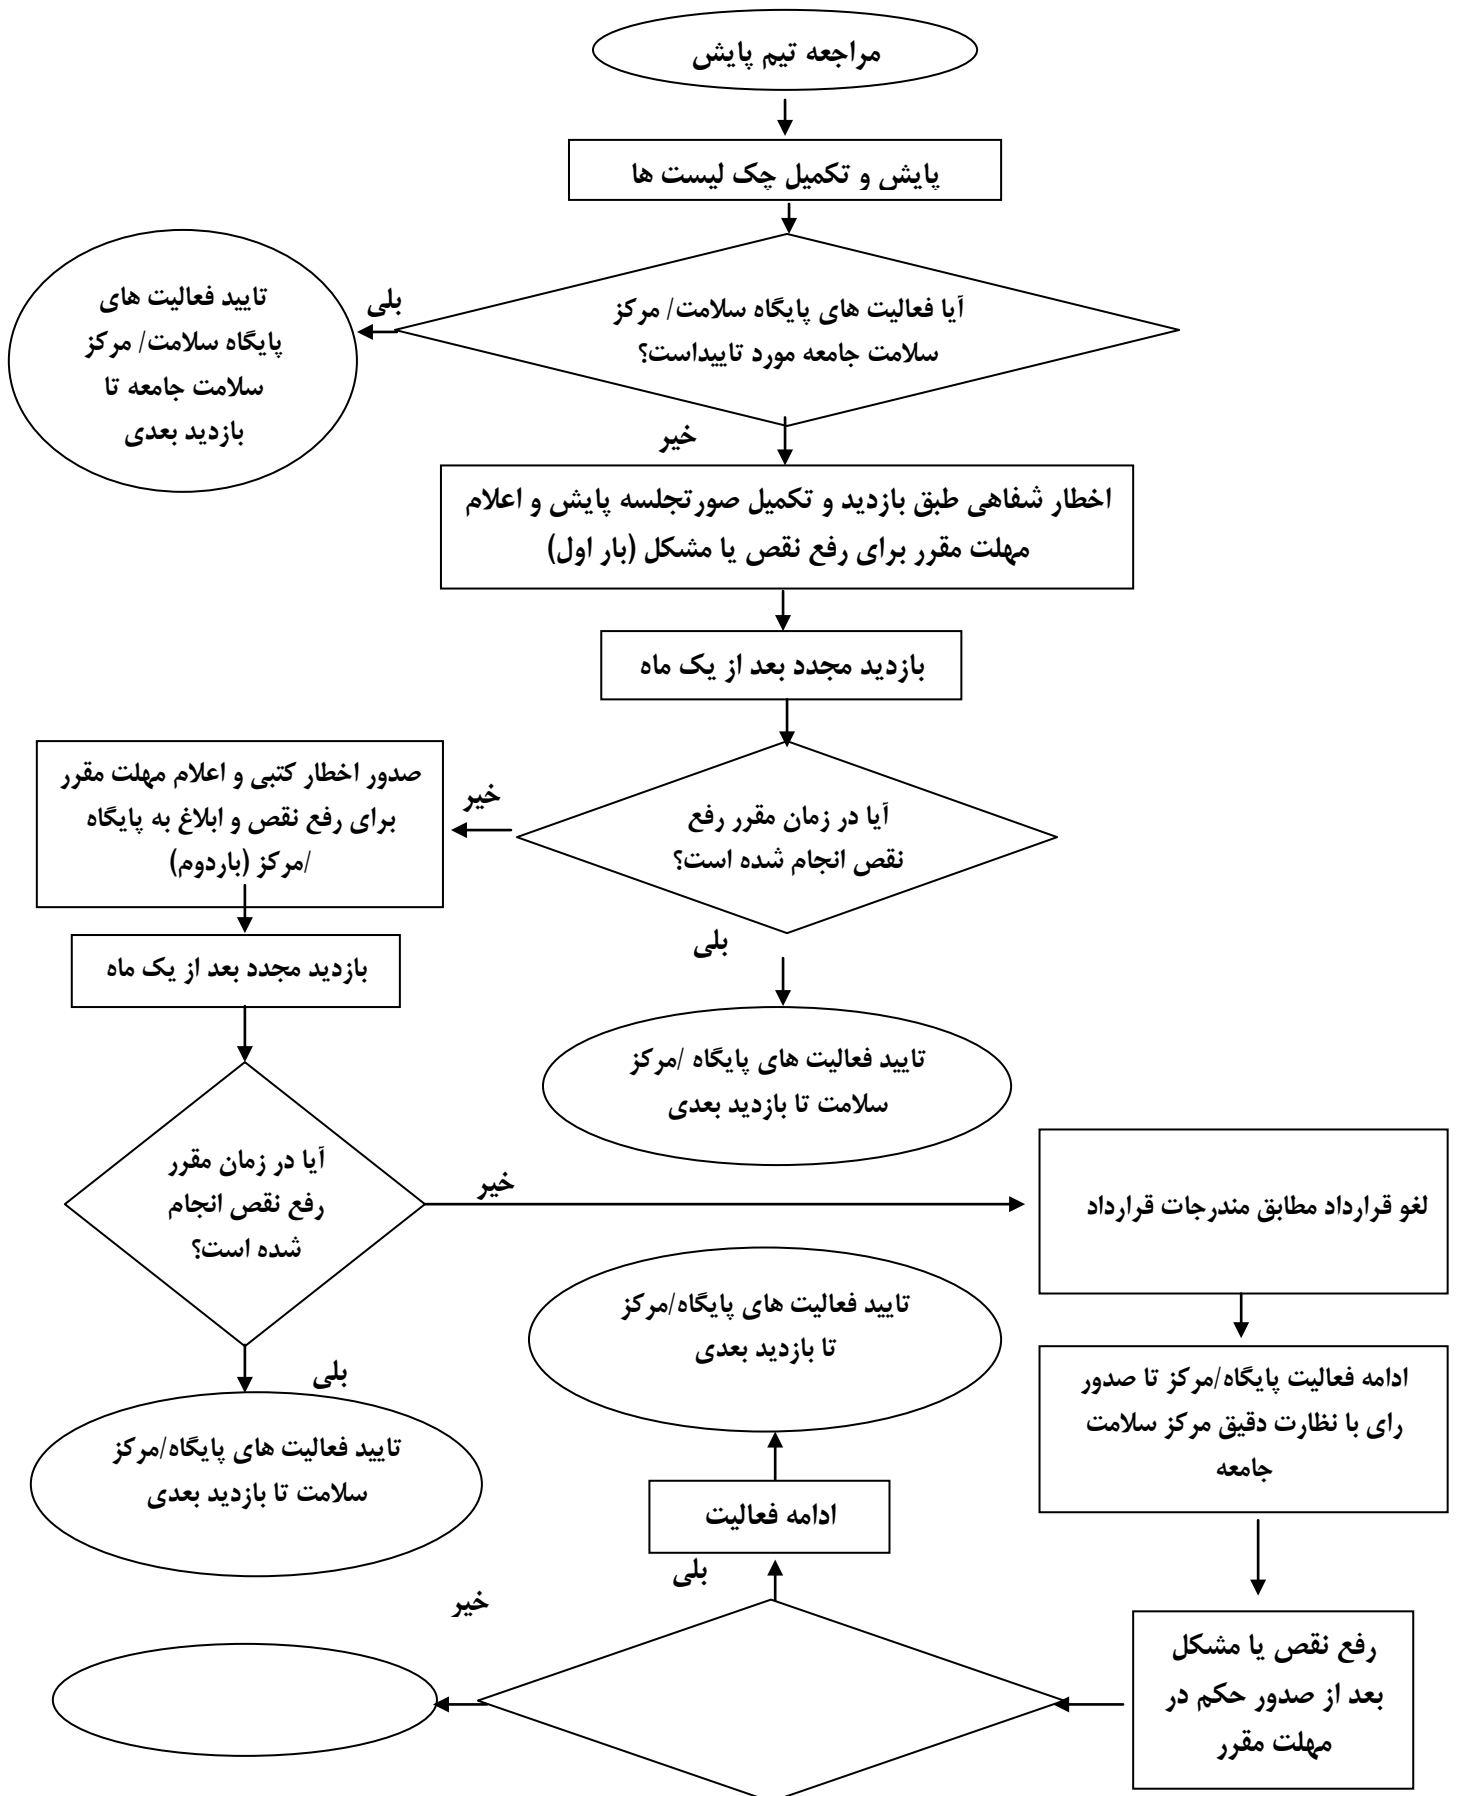 مراجعه تیم پایش
پایش و تکمیل چک لیست ها
آیا فعالیت های پایگاه سلامت/ مرکز
سلامت جامعه مورد تاییداست؟
بلی
تایید فعالیت های
پایگاه سلامت/ مرکز
سلامت جامعه تا
بازدید بعدی
خیر
اخطار شفاهی طبق بازدید و تکمیل صورتجلسه پایش و اعلام
مهلت مقرر برای رفع نقص یا مشکل (بار اول)
بازدید مجدد بعد از یک ماه
آیا در زمان مقرر رفع
نقص انجام شده است؟
خیر
صدور اخطار کتبی و اعلام مهلت مقرر
برای رفع نقص و ابلاغ به پایگاه
/مرکز (باردوم)
بلی
بازدید مجدد بعد از یک ماه
تایید فعالیت های پایگاه /مرکز
سلامت تا بازدید بعدی
آیا در زمان مقرر
رفع نقص انجام
شده است؟
خیر
لغو قرارداد مطابق مندرجات قرارداد
بلی
تایید فعالیت های پایگاه/مرکز
سلامت تا بازدید بعدی
تایید فعالیت های پایگاه/مرکز
تا بازدید بعدی
ادامه فعالیت پایگاه/مرکز تا صدور
رای با نظارت دقیق مرکز سلامت
جامعه
ادامه فعالیت
بلی
خیر
رفع نقص یا مشکل
بعد از صدور حکم در
مهلت مقرر